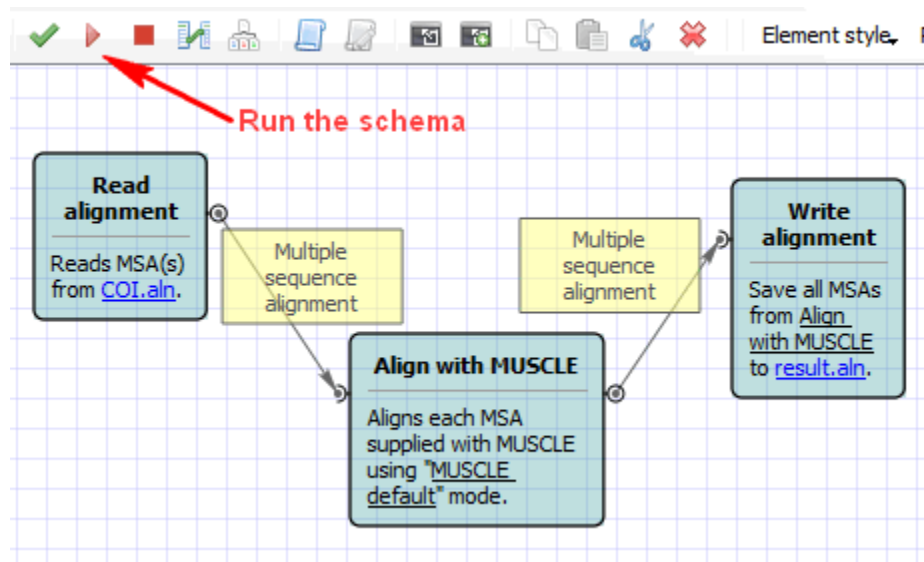 Element style
Run the schema
Read
alignment
Reads MSA(s)
from COI.aln.
Multiple
sequence
alignment
Align with MUSCLE
Aligns each MSA
supplied with MUSCLE
using "MUSCLE
default" mode.
Multiple
sequence
alignment
Write
alignment
Save all MSAs
from Align
with MUSCLE
to result.aln.